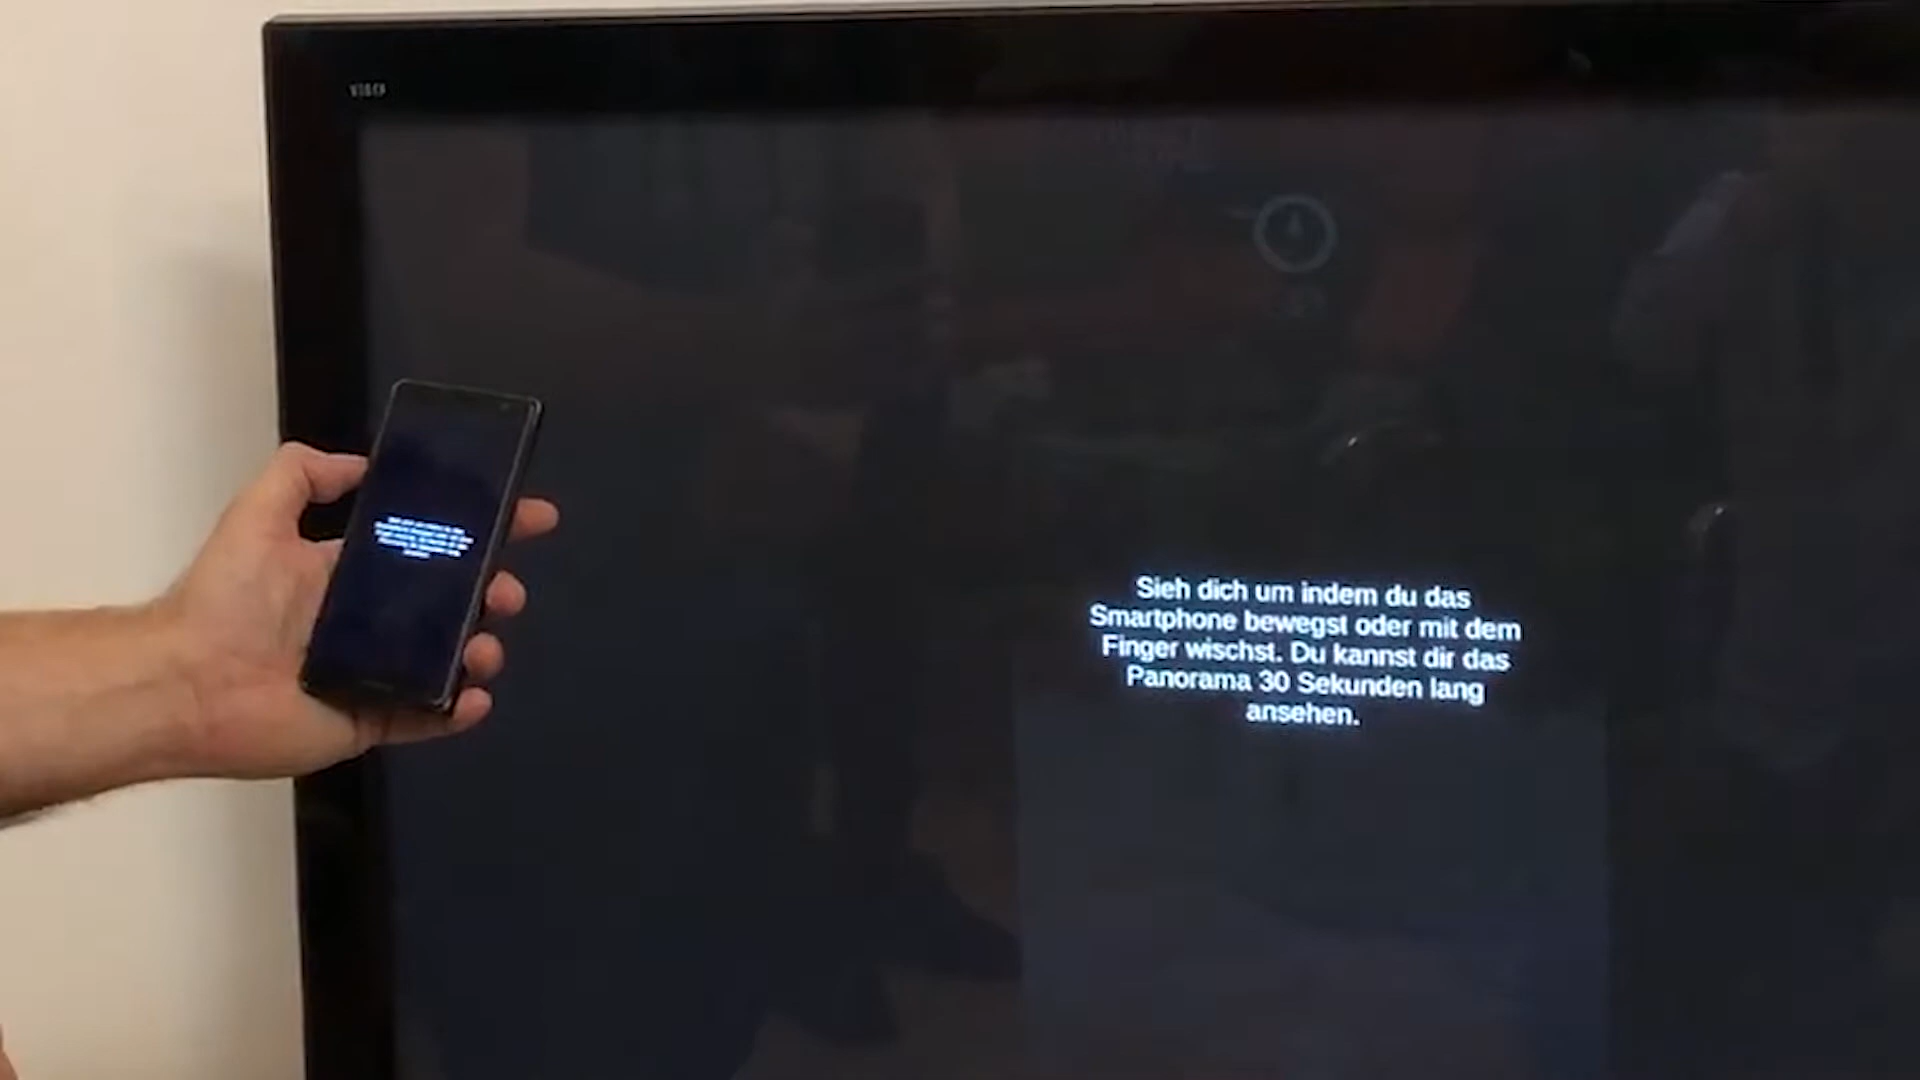 Sieh dich um indem du das
Smartphone bewegst oder mit dem
Finger wischst. Du kannst dir das
Panorama 30 Sekunden lang
ansehen.